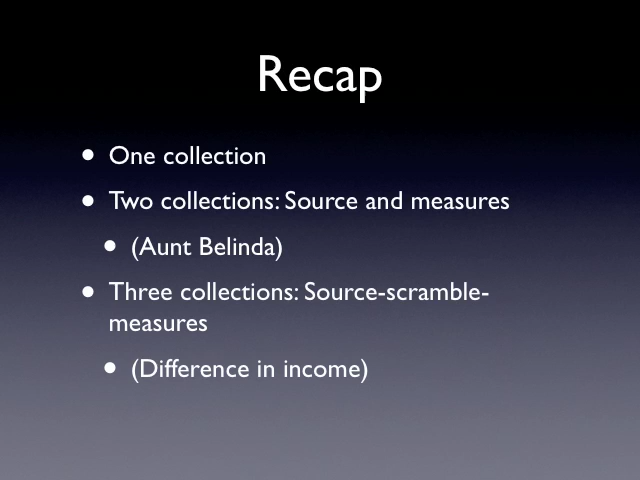 Recap
• One collection
• Two collections: Source and measures
• (Aunt Belinda)
• Three collections: Source-scramble-
measures
• (Difference in income)